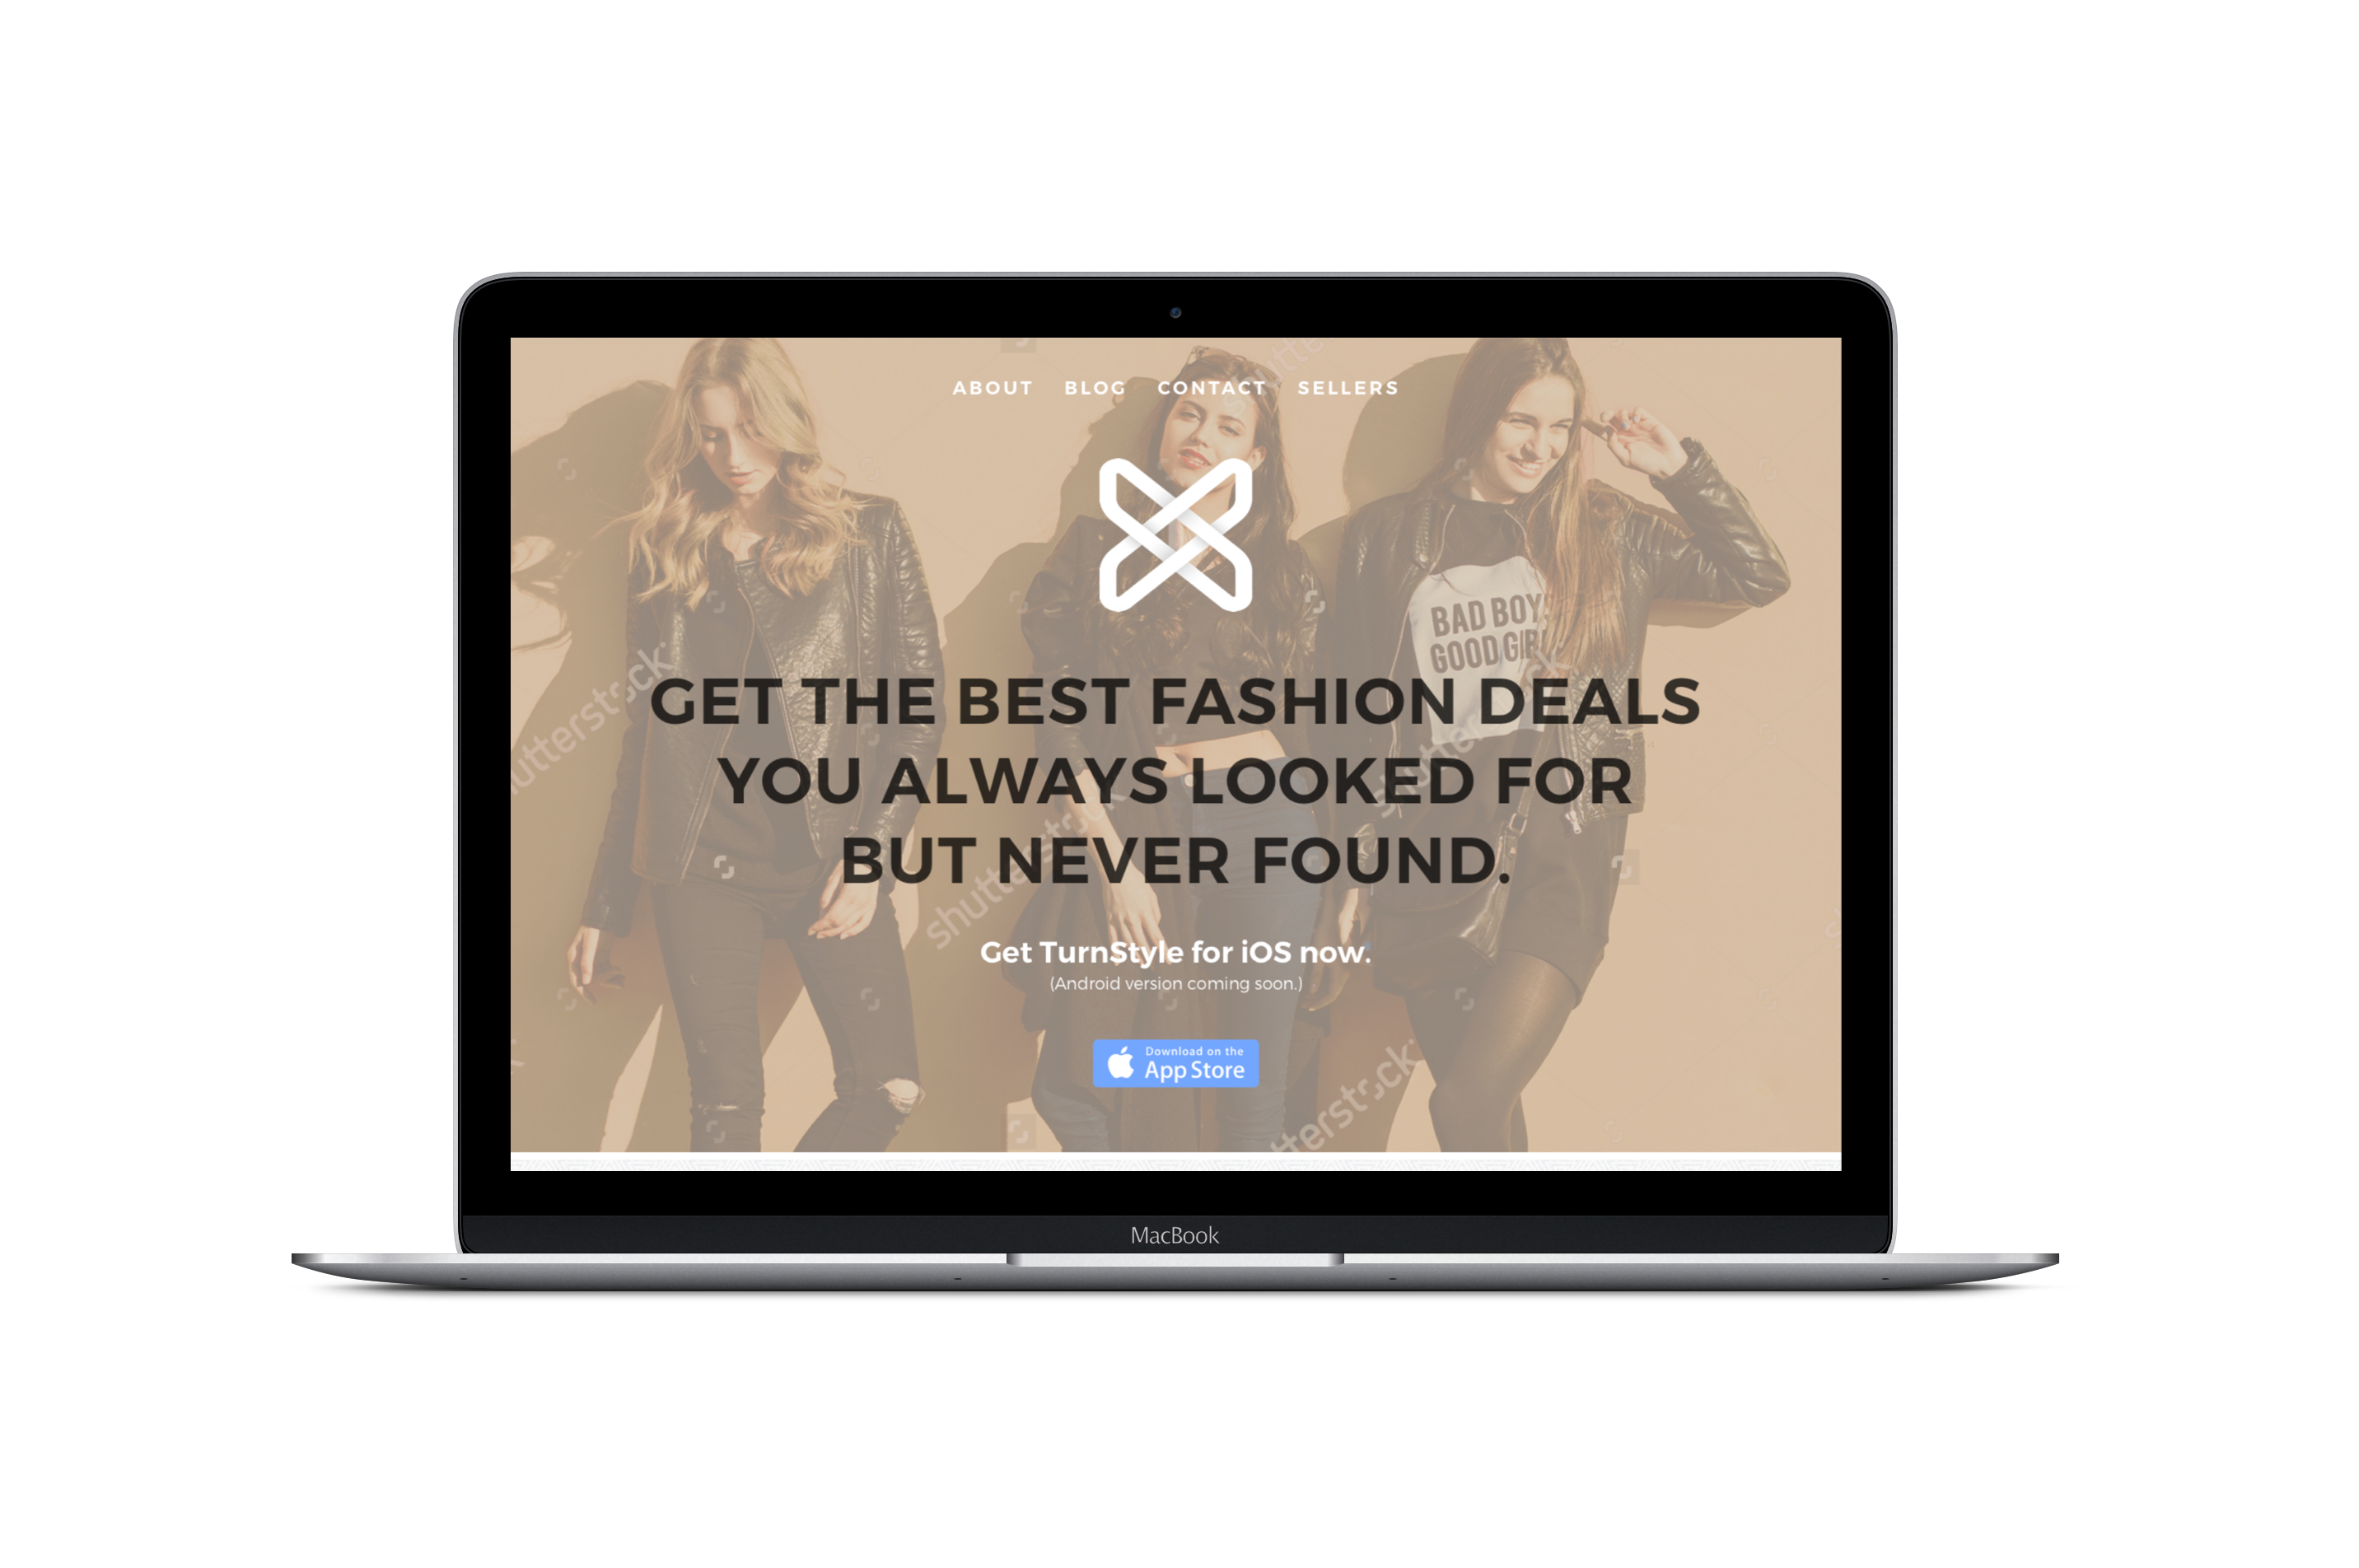 ABOUT BLOG CONTACT SELLERS
BAD BOY
GOOD GIR
GET THE BEST FASHION DEALS
YOU ALWAYS LOOKED FOR
BUT NEVER FOUND.
Get TurnStyle for iOS now.
(Android version coming soon.)
Download on the
App Store
shutterstock
shutterstock
shutterstock
MacBook